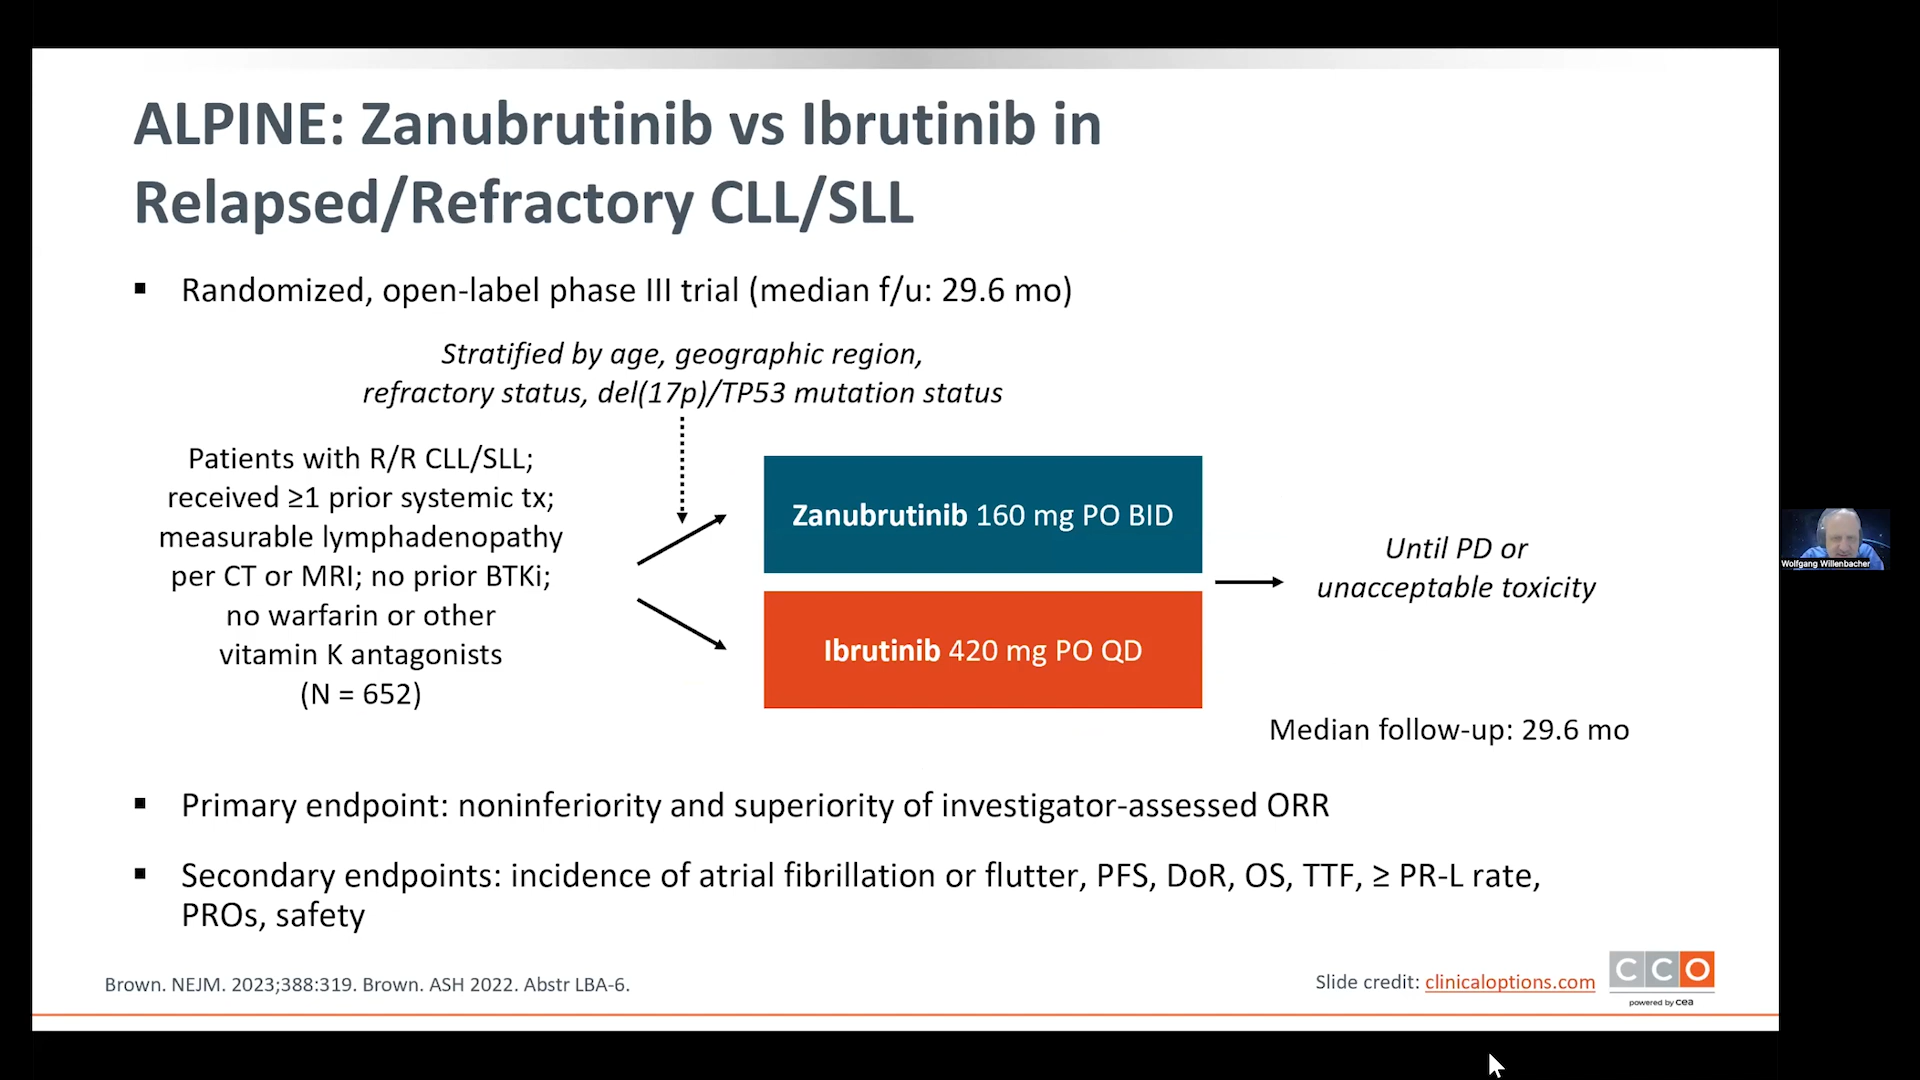 ALPINE: Zanubrutinib vs Ibrutinib in
Relapsed/Refractory CLL/SLL
▪ Randomized, open-label phase III trial (median f/u: 29.6 mo)
Stratified by age, geographic region,
refractory status, del(17p)/TP53 mutation status
Patients with R/R CLL/SLL;
received ≥1 prior systemic tx;
measurable lymphadenopathy
per CT or MRI; no prior BTKi;
no warfarin or other
vitamin K antagonists
(N = 652)
Zanubrutinib 160 mg PO BID
Ibrutinib 420 mg PO QD
Until PD or
unacceptable toxicity
Median follow-up: 29.6 mo
▪ Primary endpoint: noninferiority and superiority of investigator-assessed ORR
▪ Secondary endpoints: incidence of atrial fibrillation or flutter, PFS, DoR, OS, TTF, ≥ PR-L rate,
PROs, safety
Brown. NEJM. 2023;388:319. Brown. ASH 2022. Abstr LBA-6.
Slide credit: clinicaloptions.com
CCO
powered by cea
Wolfgang Willenbacher